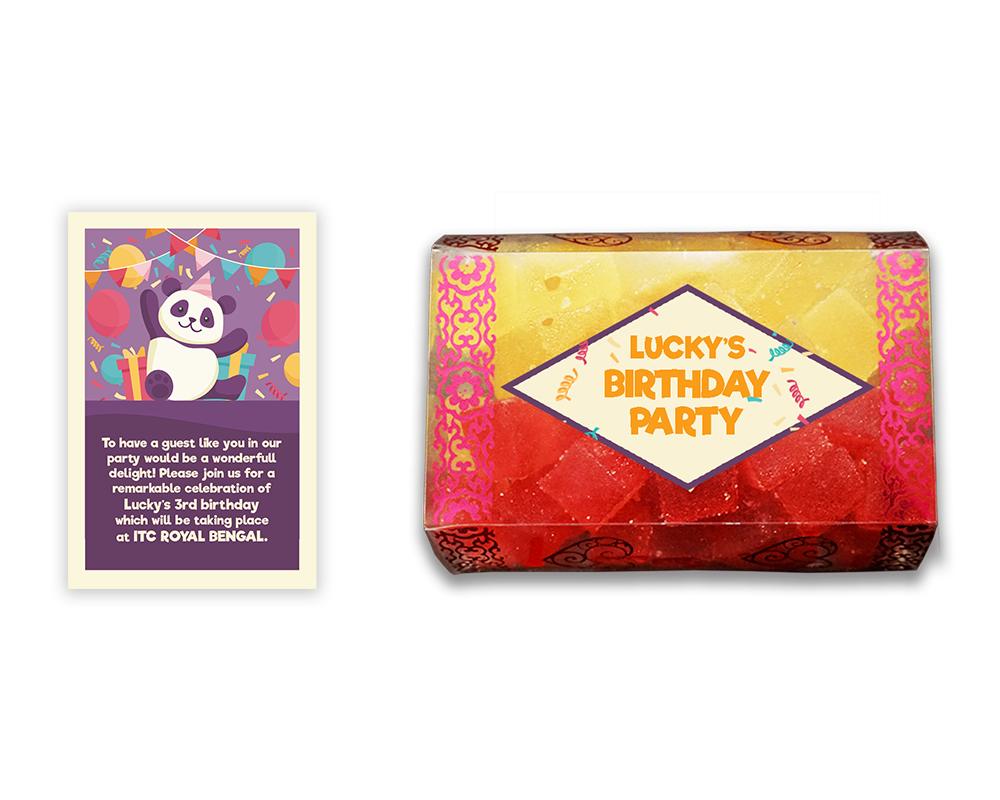 To have a guest like you in our
party would be a wonderfull
delight! Please join us for a
remarkable celebration of
Lucky's 3rd birthday
which will be taking place
at ITC ROYAL BENGAL.
LUCKY'S
BIRTHDAY
PARTY